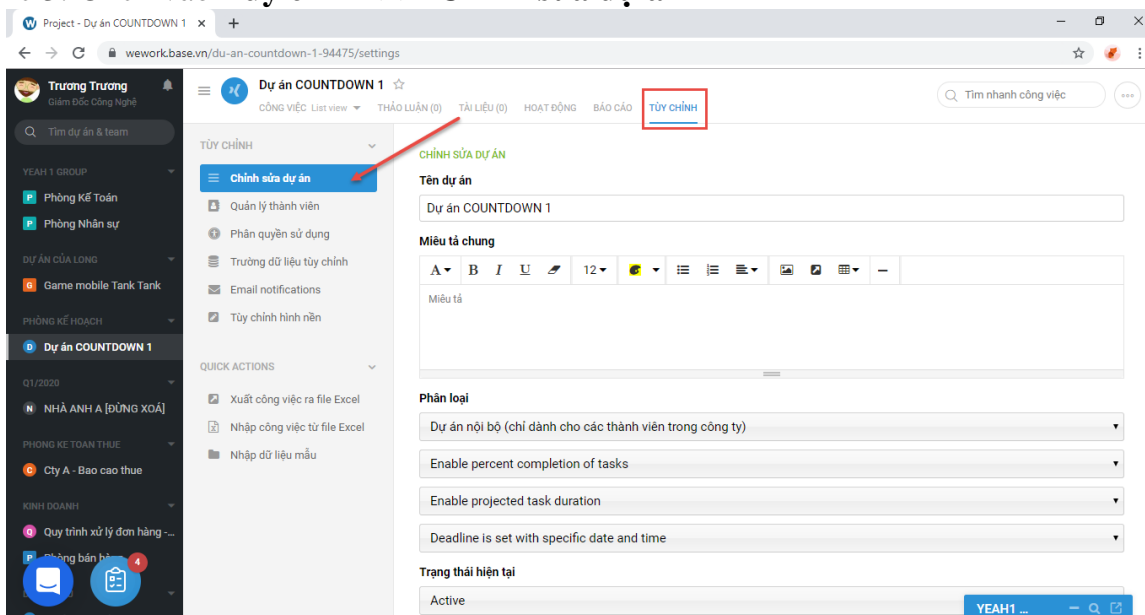 Project - Dự án COUNTDOWN 1
wework.base.vn/du-an-countdown-1-94475/settings
Trương Trương
Giám Đốc Công Nghệ
Tìm dự án & team
YEAH 1 GROUP
P Phòng Kế Toán
P Phòng Nhân sự
DỰ ÁN CỦA LONG
G Game mobile Tank Tank
PHÒNG KẾ HOẠCH
D Dự án COUNTDOWN 1
Q1/2020
N NHÀ ANH A [ĐỪNG XOÁ]
PHONG KE TOAN THUE
C Cty A - Bao cao thue
KINH DOANH
Q Quy trình xử lý đơn hàng -...
P Phòng bán hàng
4
Dự án COUNTDOWN 1
CÔNG VIỆC List view THẢO LUẬN (0) TÀI LIỆU (0) HOẠT ĐỘNG BÁO CÁO TÙY CHỈNH
Tìm nhanh công việc
TÙY CHỈNH
Chỉnh sửa dự án
Quản lý thành viên
Phân quyền sử dụng
Trường dữ liệu tùy chỉnh
Email notifications
Tùy chỉnh hình nền
QUICK ACTIONS
Xuất công việc ra file Excel
Nhập công việc từ file Excel
Nhập dữ liệu mẫu
CHỈNH SỬA DỰ ÁN
Tên dự án
Dự án COUNTDOWN 1
Miêu tả chung
A B I U 12
Miêu tả
Phân loại
Dự án nội bộ (chỉ dành cho các thành viên trong công ty)
Enable percent completion of tasks
Enable projected task duration
Deadline is set with specific date and time
Trạng thái hiện tại
Active
YEAH1 ...